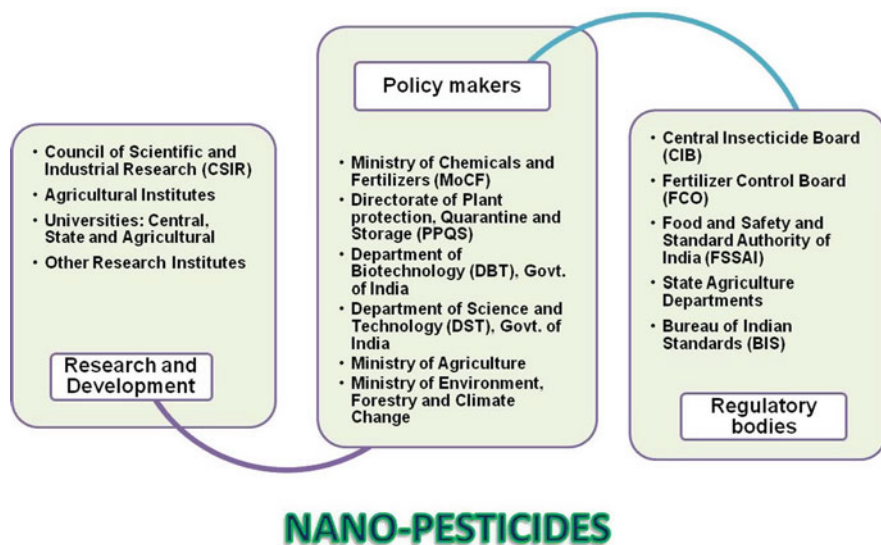 • Council of Scientific and
Industrial Research (CSIR)
• Agricultural Institutes
• Universities: Central,
State and Agricultural
• Other Research Institutes
Research and
Development
Policy makers
• Ministry of Chemicals and
Fertilizers (MoCF)
• Directorate of Plant
protection, Quarantine and
Storage (PPQS)
• Department of
Biotechnology (DBT), Govt.
of India
• Department of Science and
Technology (DST), Govt. of
India
• Ministry of Agriculture
• Ministry of Environment,
Forestry and Climate
Change
• Central Insecticide Board
(CIB)
• Fertilizer Control Board
(FCO)
• Food and Safety and
Standard Authority of
India (FSSAI)
• State Agriculture
Departments
• Bureau of Indian
Standards (BIS)
Regulatory
bodies
NANO-PESTICIDES